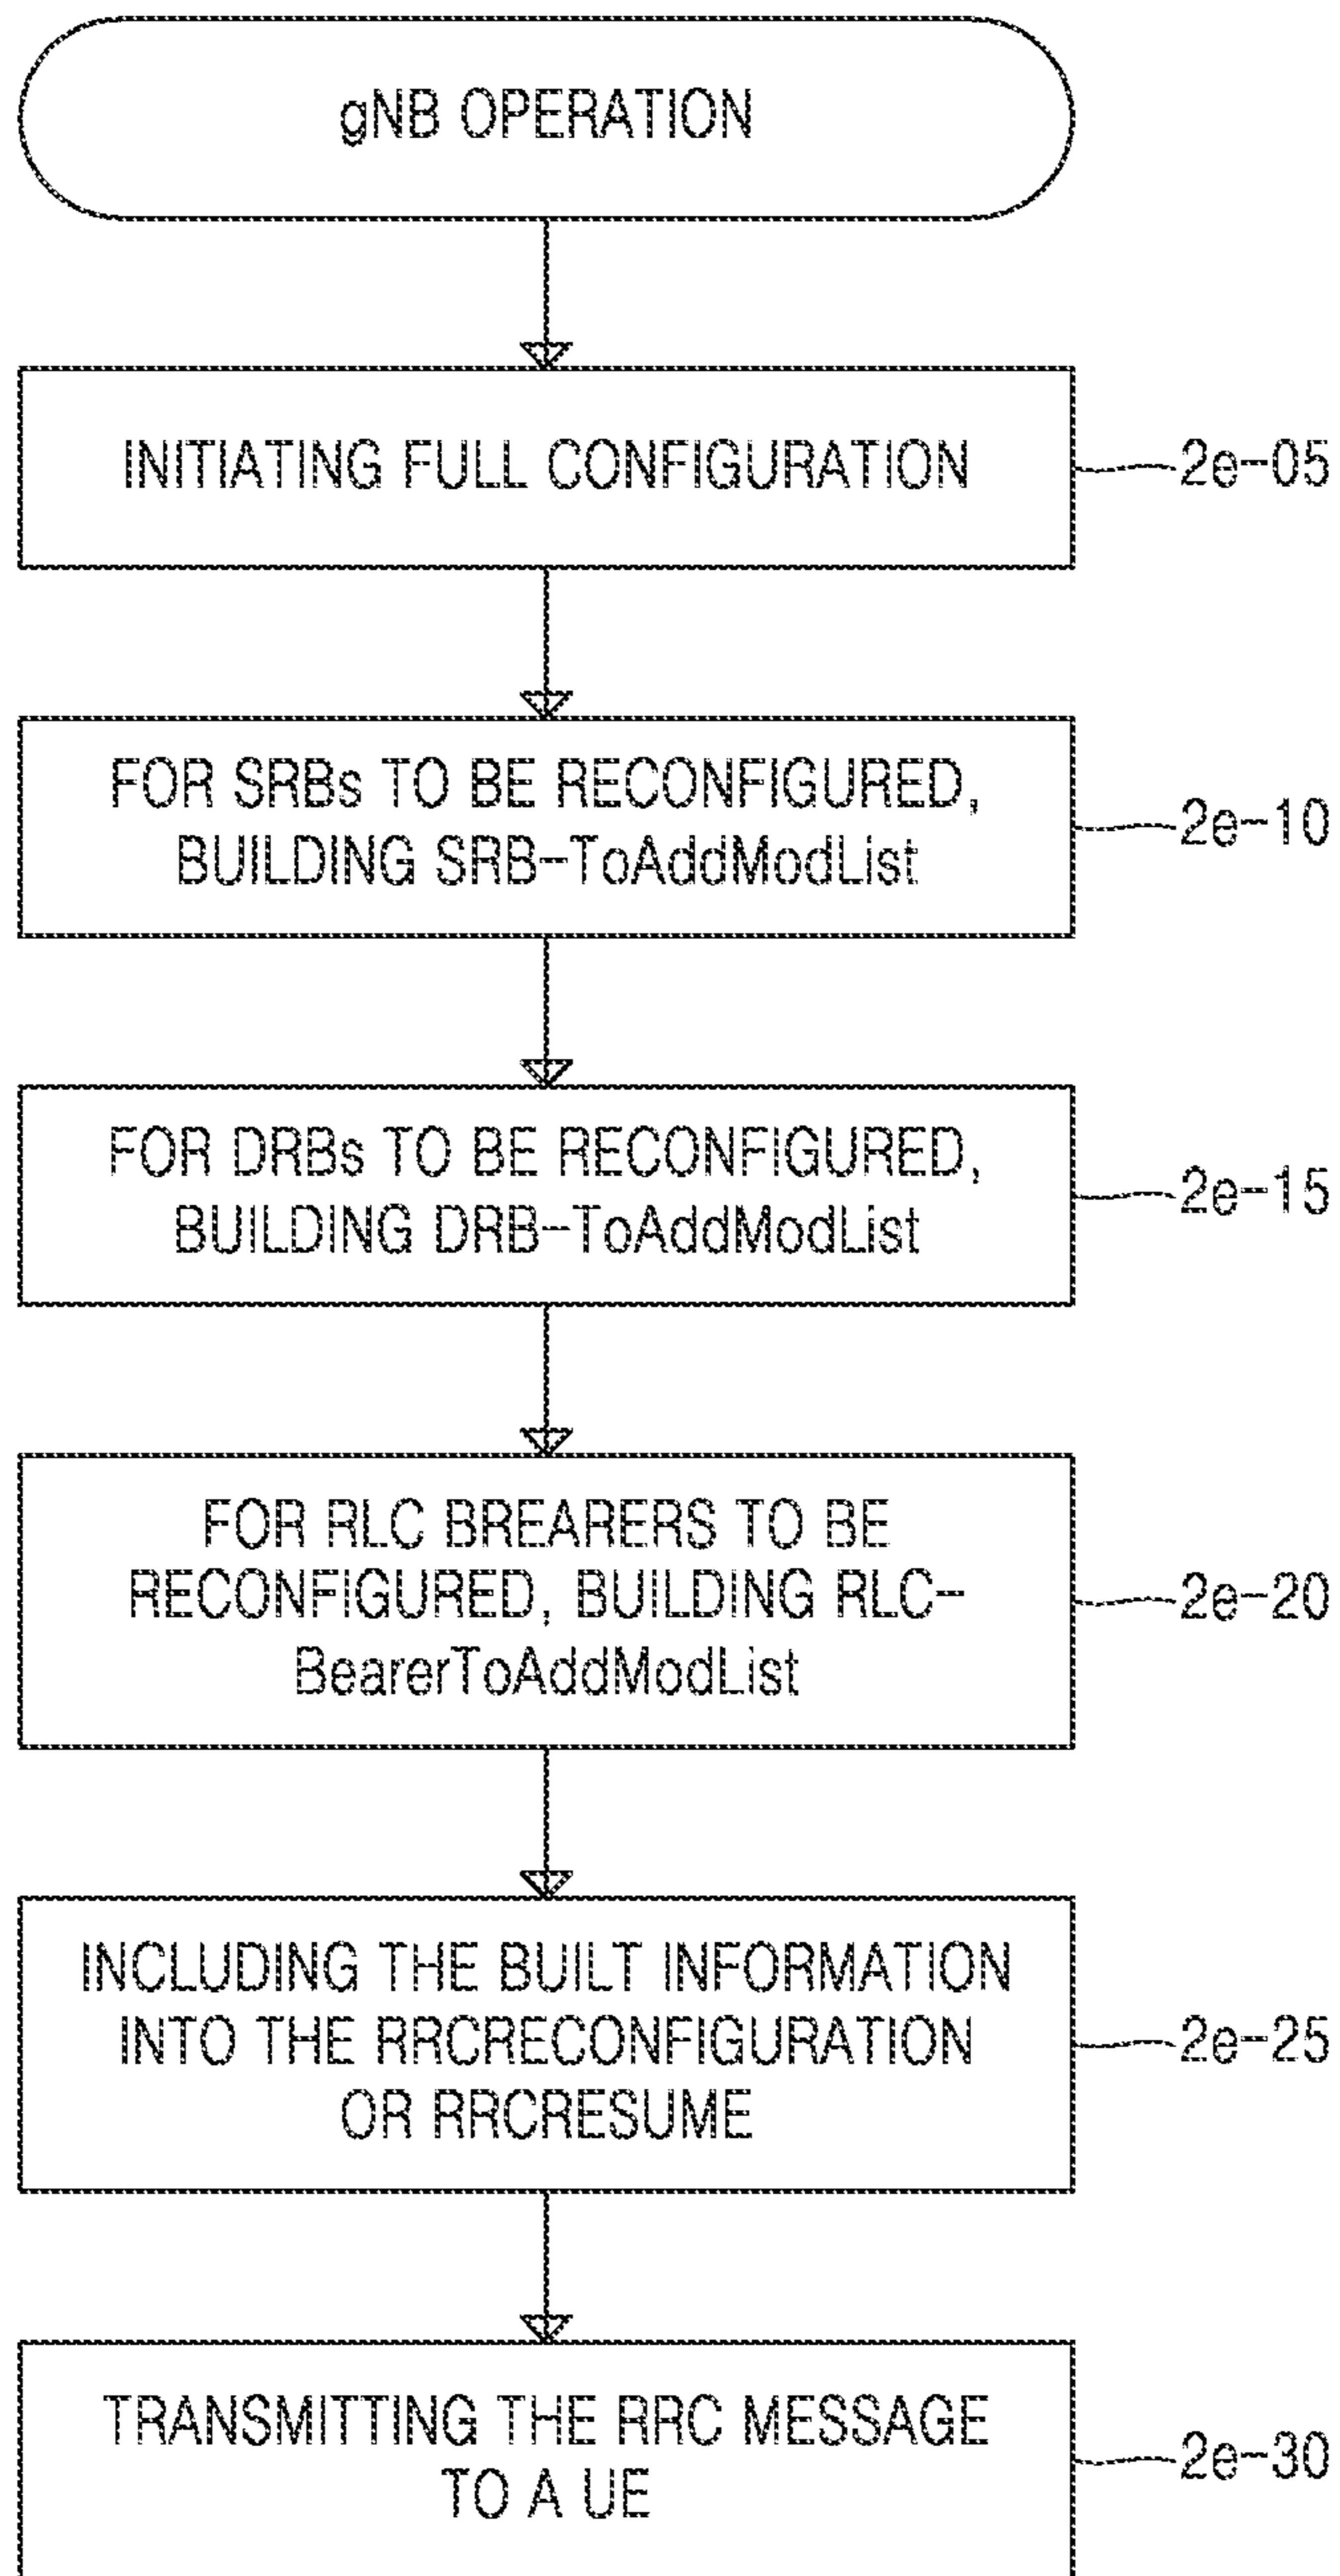 gNB OPERATION
INITIATING FULL CONFIGURATION
2e-05
FOR SRBs TO BE RECONFIGURED,
BUILDING SRB-ToAddModList
2e-10
FOR DRBs TO BE RECONFIGURED,
BUILDING DRB-ToAddModList
2e-15
FOR RLC BREARERS TO BE
RECONFIGURED, BUILDING RLC-
BearerToAddModList
2e-20
INCLUDING THE BUILT INFORMATION
INTO THE RRCRECONFIGURATION
OR RRCRESUME
2e-25
TRANSMITTING THE RRC MESSAGE
TO A UE
2e-30